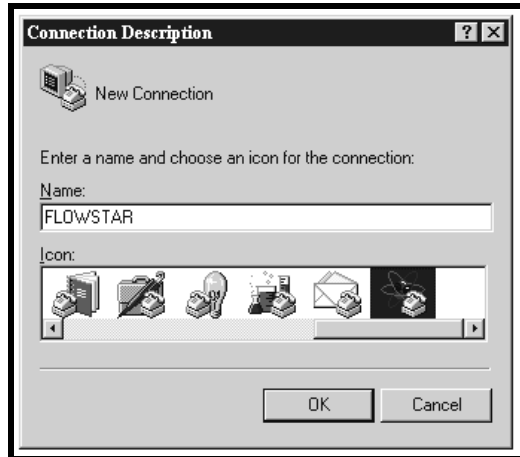 Connection Description
New Connection
Enter a name and choose an icon for the connection:
Name:
FLOWSTAR
Icon:
OK Cancel